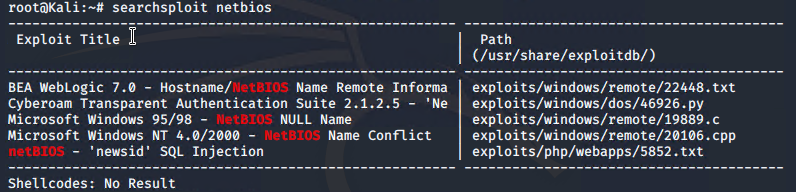 root@Kali:~# searchsploit netbios
---------------------------------------------------------- ----------------------------------------
 Exploit Title | Path
 | (/usr/share/exploitdb/)
---------------------------------------------------------- ----------------------------------------
BEA WebLogic 7.0 - Hostname/NetBIOS Name Remote Informa | exploits/windows/remote/22448.txt
Cyberoam Transparent Authentication Suite 2.1.2.5 - 'Ne | exploits/windows/dos/46926.py
Microsoft Windows 95/98 - NetBIOS NULL Name | exploits/windows/remote/19889.c
Microsoft Windows NT 4.0/2000 - NetBIOS Name Conflict | exploits/windows/remote/20106.cpp
netBIOS - 'newsid' SQL Injection | exploits/php/webapps/5852.txt
---------------------------------------------------------- ----------------------------------------
Shellcodes: No Result